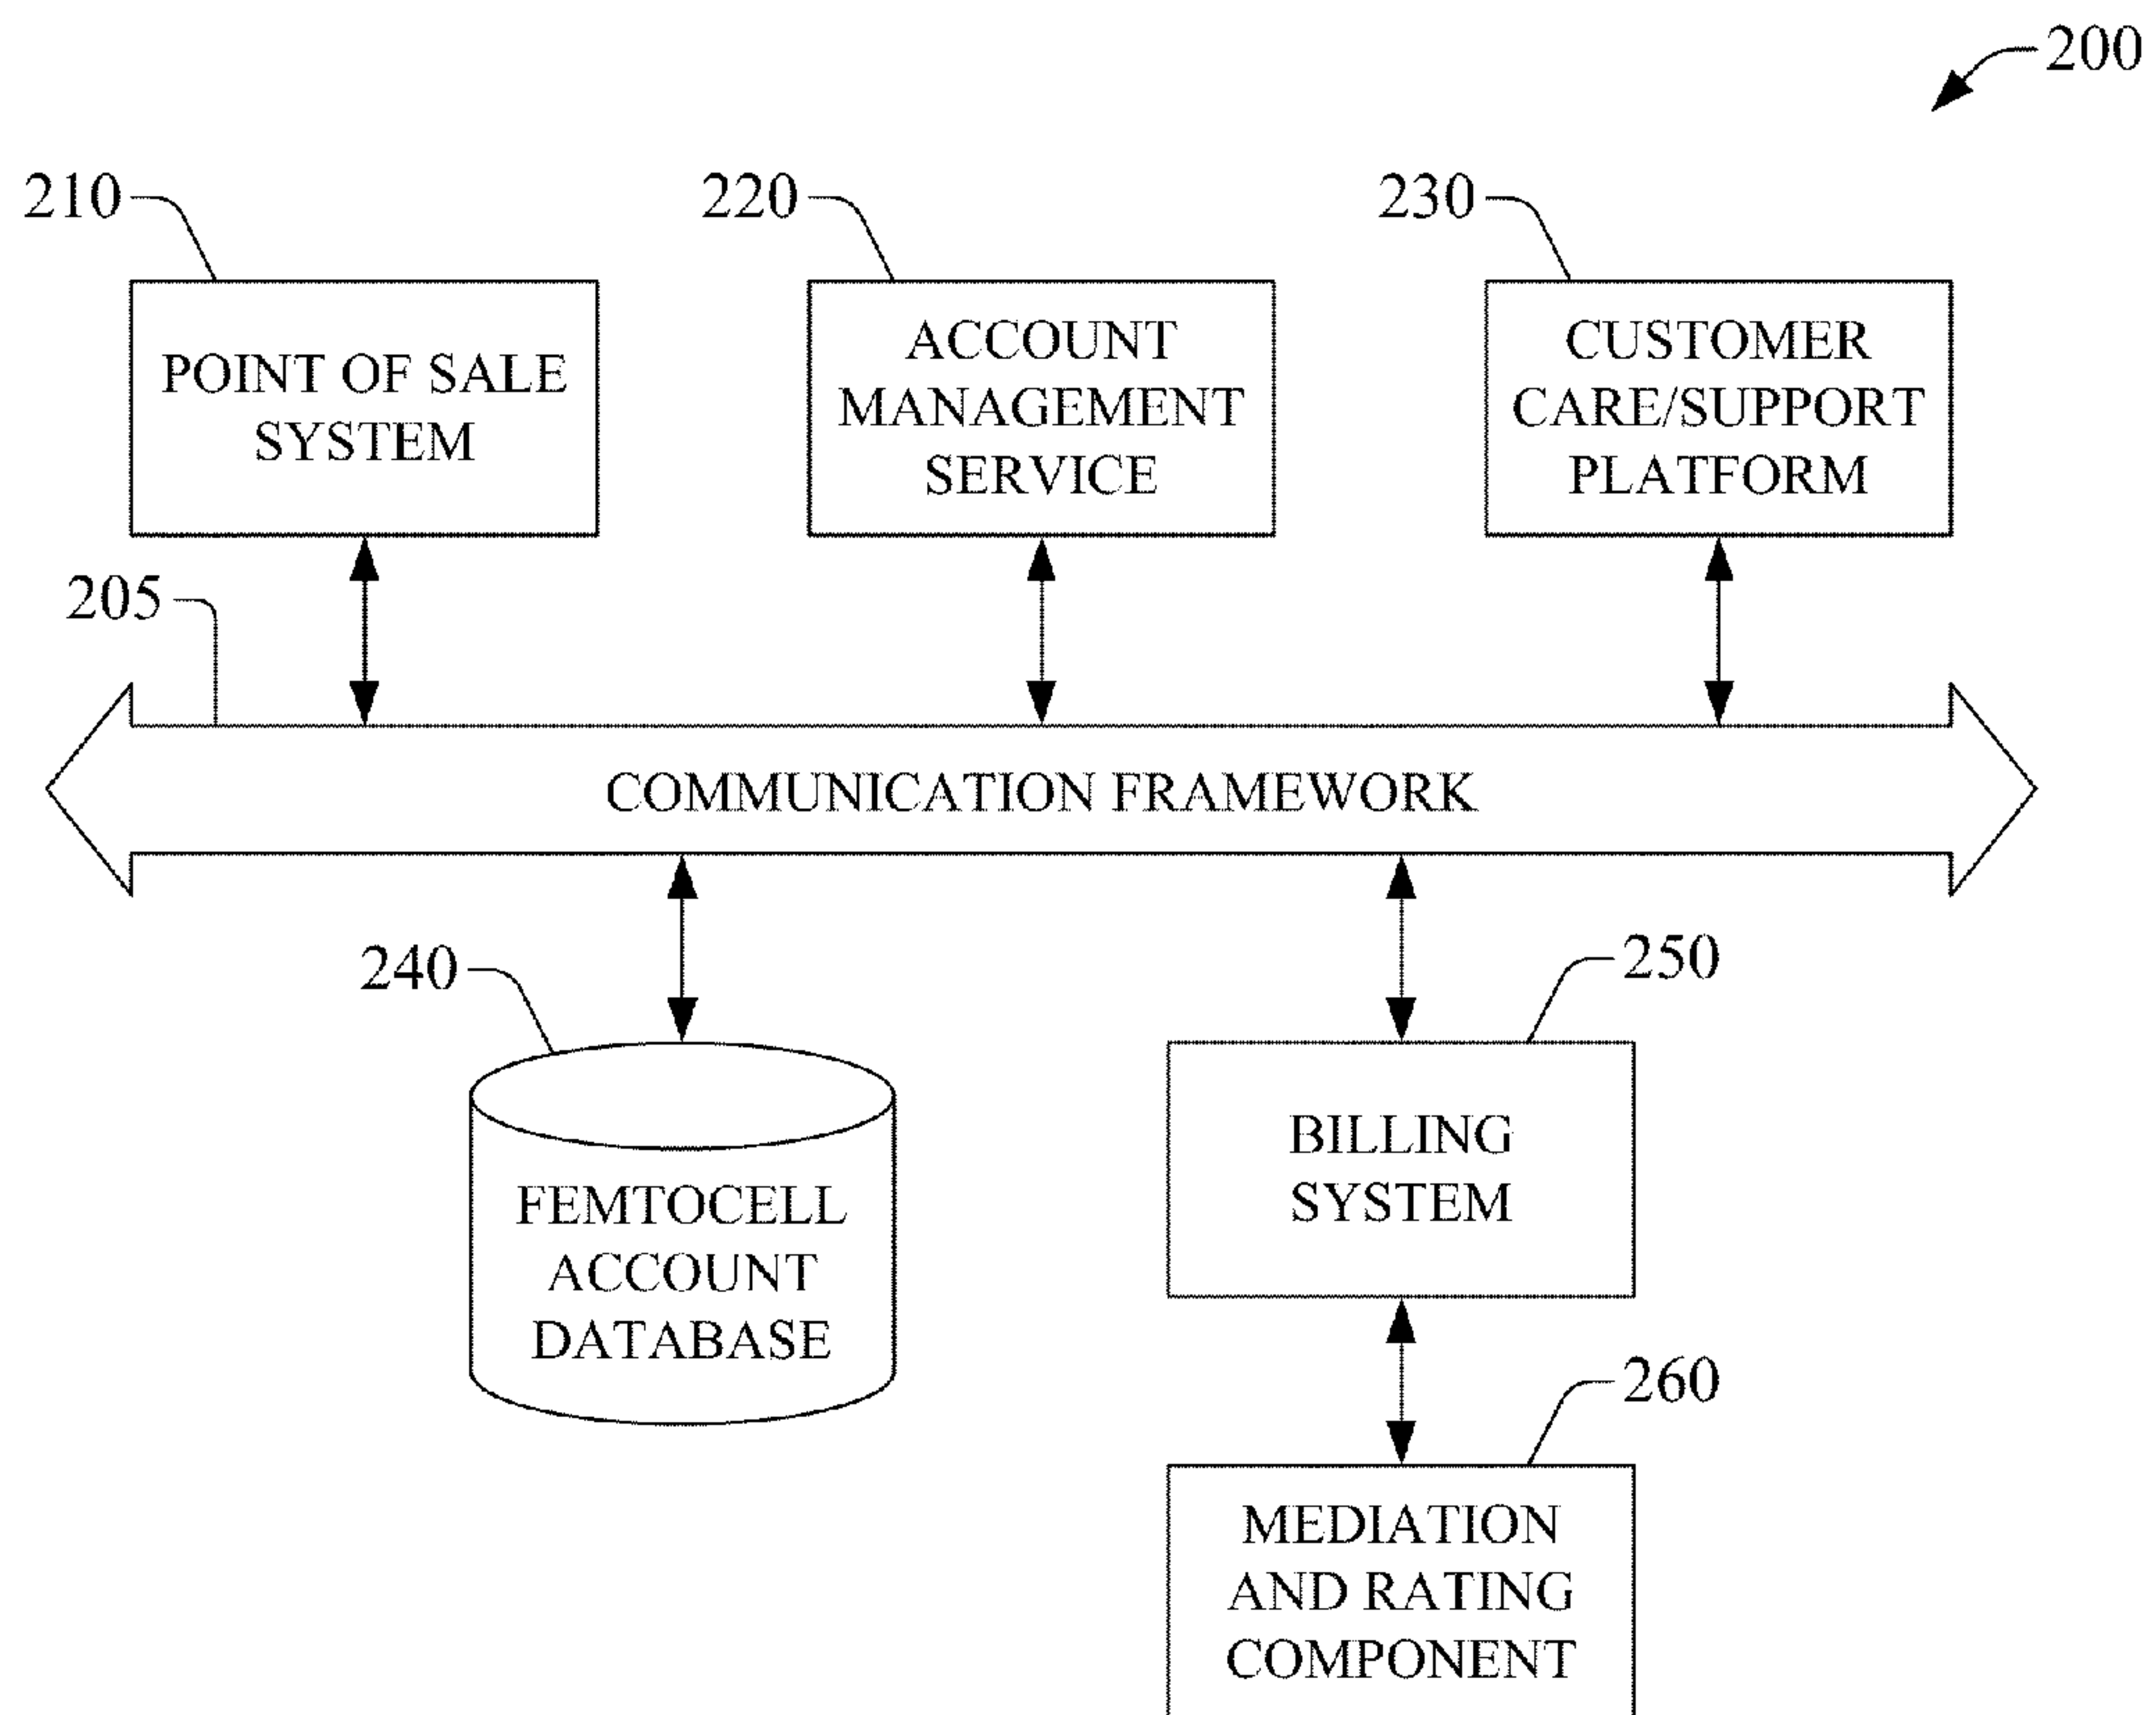 200
210
220
230
POINT OF SALE
SYSTEM
ACCOUNT
MANAGEMENT
SERVICE
CUSTOMER
CARE/SUPPORT
PLATFORM
205
COMMUNICATION FRAMEWORK
240
250
FEMTOCELL
ACCOUNT
DATABASE
BILLING
SYSTEM
260
MEDIATION
AND RATING
COMPONENT